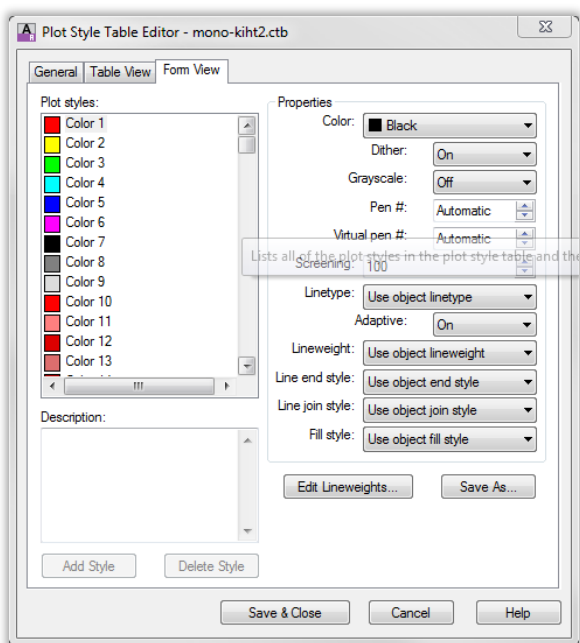 Plot Style Table Editor - mono-kiht2.ctb
General Table View Form View
Plot styles:
Color 1
Color 2
Color 3
Color 4
Color 5
Color 6
Color 7
Color 8
Color 9
Color 10
Color 11
Color 12
Color 13
Description:
Add Style Delete Style
Properties
Color: Black
Dither: On
Grayscale: Off
Pen #: Automatic
Virtual pen #: Automatic
Lists all of the plot styles in the plot style table and the
Screening: 100
Linetype: Use object linetype
Adaptive: On
Lineweight: Use object lineweight
Line end style: Use object end style
Line join style: Use object join style
Fill style: Use object fill style
Edit Lineweights... Save As...
Save & Close Cancel Help